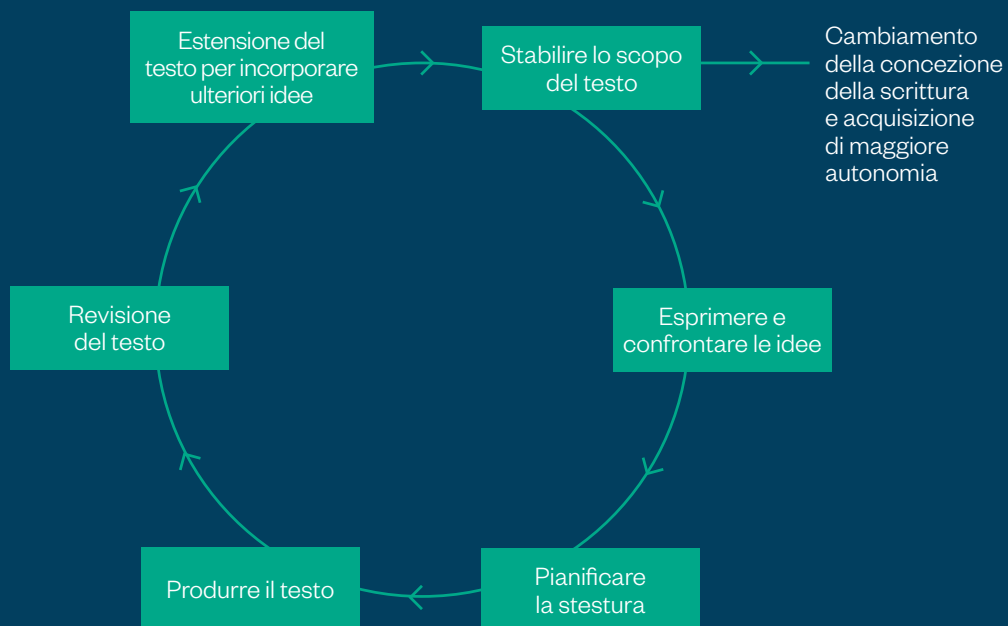 Estensione del
testo per incorporare
ulteriori idee
Stabilire lo scopo
del testo
Cambiamento
della concezione
della scrittura
e acquisizione
di maggiore
autonomia
Esprimere e
confrontare le idee
Pianificare
la stestura
Produrre il testo
Revisione
del testo